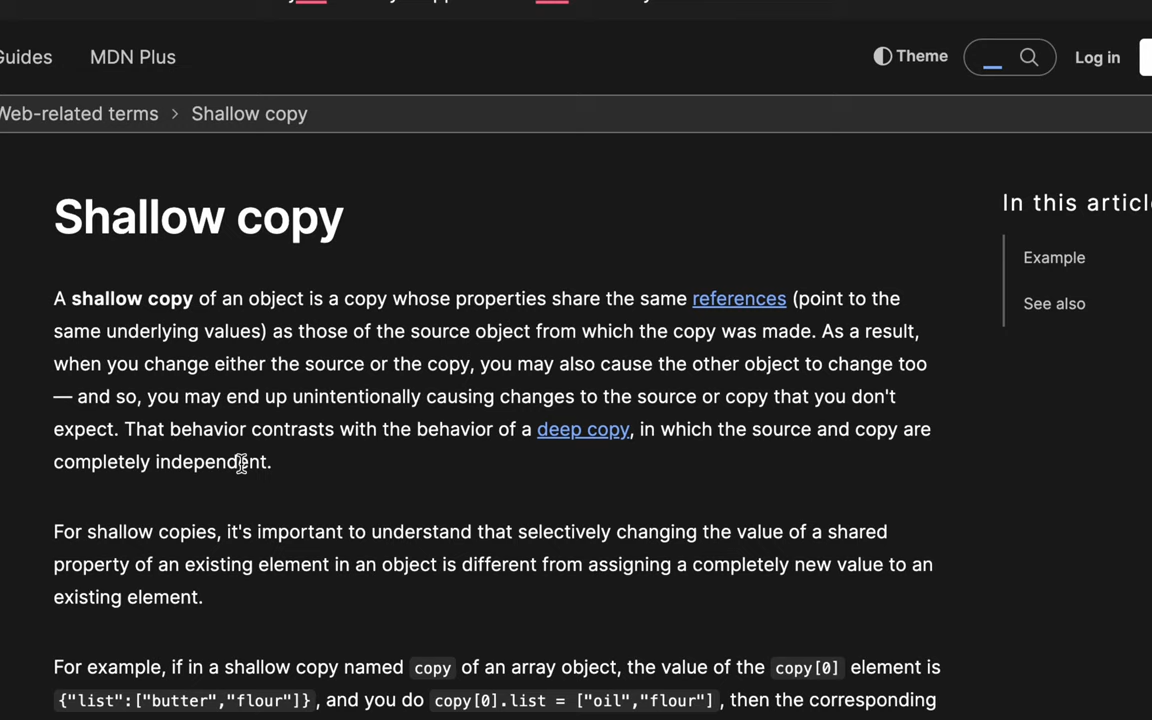 Guides MDN Plus Theme Log in
Web-related terms > Shallow copy
Shallow copy
In this article
Example
See also
A shallow copy of an object is a copy whose properties share the same references (point to the
same underlying values) as those of the source object from which the copy was made. As a result,
when you change either the source or the copy, you may also cause the other object to change too
— and so, you may end up unintentionally causing changes to the source or copy that you don't
expect. That behavior contrasts with the behavior of a deep copy, in which the source and copy are
completely independent.
For shallow copies, it's important to understand that selectively changing the value of a shared
property of an existing element in an object is different from assigning a completely new value to an
existing element.
For example, if in a shallow copy named copy of an array object, the value of the copy[0] element is
{"list":["butter","flour"]}, and you do copy[0].list = ["oil","flour"], then the corresponding